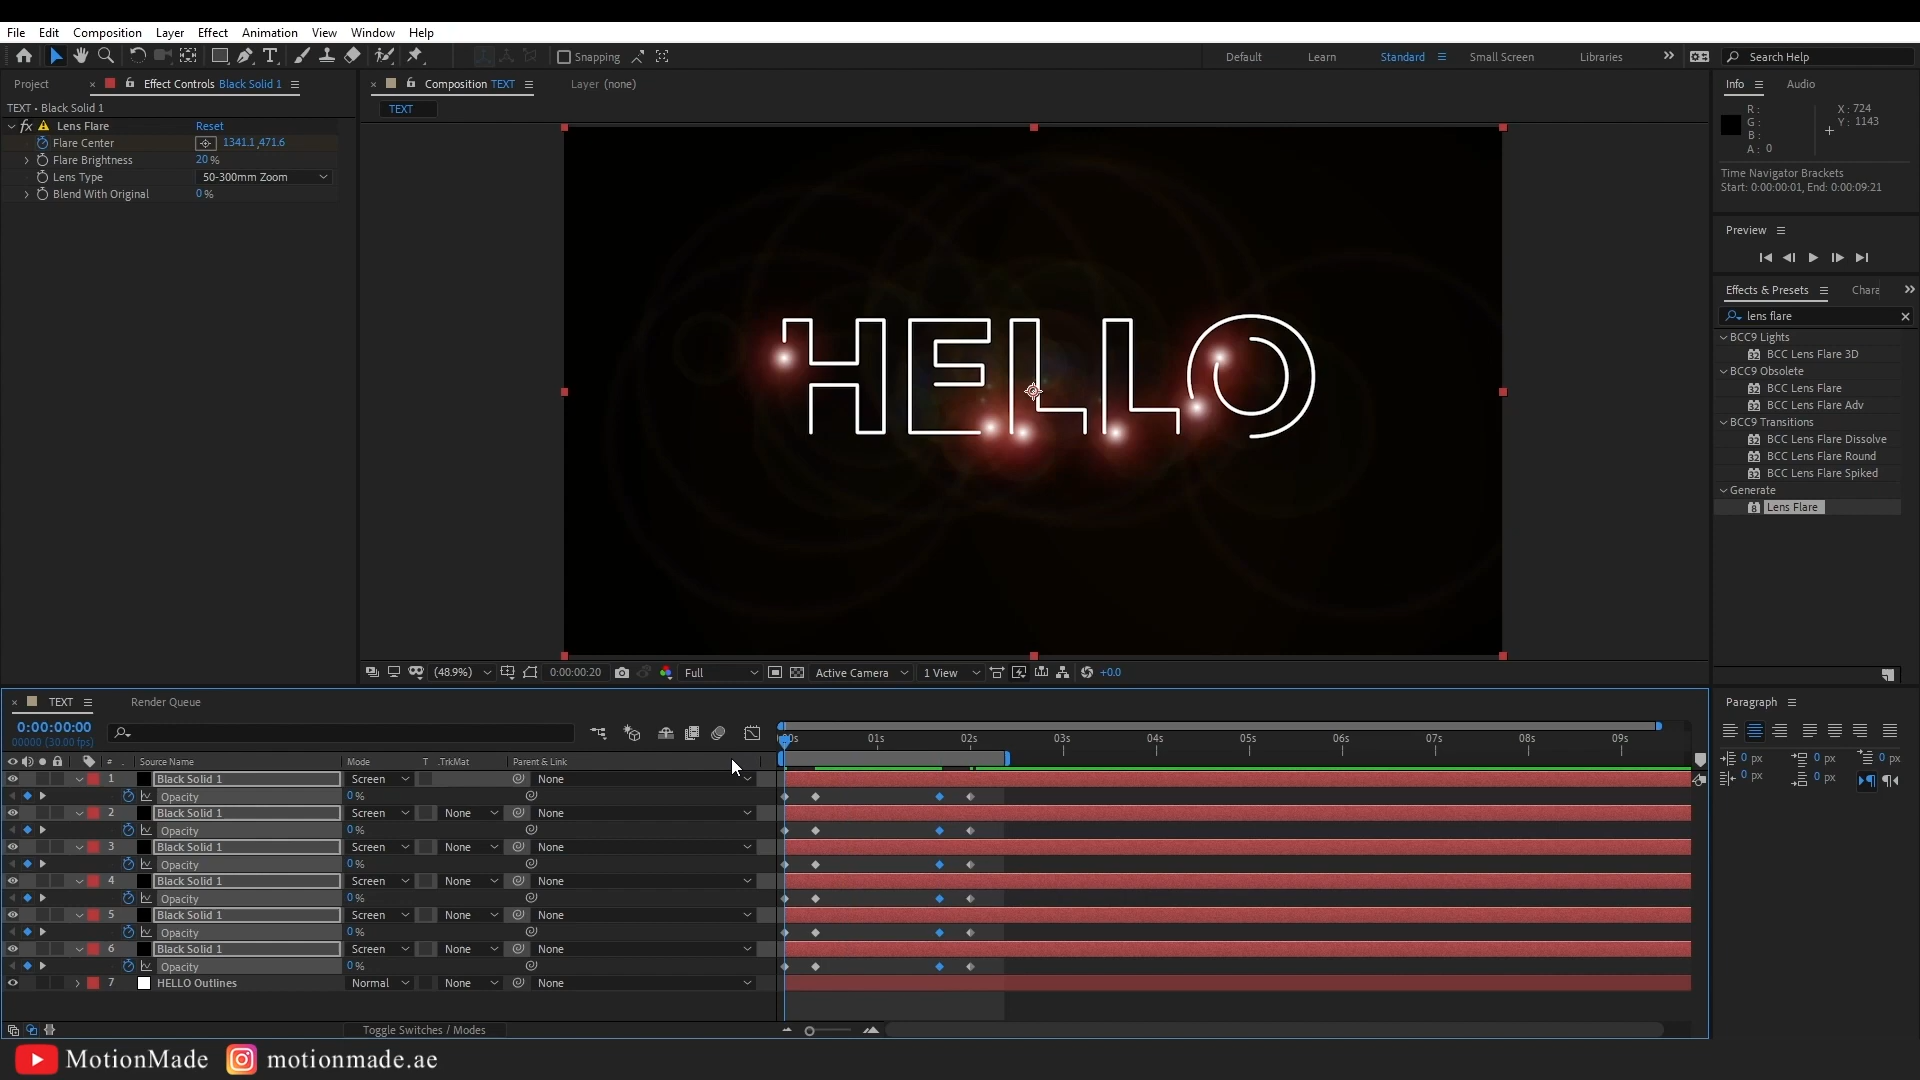 File Edit Composition Layer Effect Animation View Window Help
Snapping
Default Learn Standard Small Screen Libraries
Search Help
Project Effect Controls Black Solid 1
TEXT • Black Solid 1
fx Lens Flare Reset
Flare Center 1341.1,471.6
Flare Brightness 20 %
Lens Type 50-300mm Zoom
Blend With Original 0 %
Composition TEXT Layer (none)
TEXT
HELLO
(48.9%) 0:00:00:20 Full Active Camera 1 View +0.0
Info Audio
R :
G :
B :
A : 0
X : 724
Y : 1143
Time Navigator Brackets
Start: 0:00:00:01, End: 0:00:09:21
Preview
Effects & Presets Chara
lens flare
BCC9 Lights
BCC Lens Flare 3D
BCC9 Obsolete
BCC Lens Flare
BCC Lens Flare Adv
BCC9 Transitions
BCC Lens Flare Dissolve
BCC Lens Flare Round
BCC Lens Flare Spiked
Generate
Lens Flare
Paragraph
0 px 0 px 0 px
0 px 0 px
TEXT Render Queue
0:00:00:00
00000 (30.00 fps)
01s 02s 03s 04s 05s 06s 07s 08s 09s
# Source Name Mode T .TrkMat Parent & Link
1 Black Solid 1 Screen None
Opacity 0 %
2 Black Solid 1 Screen None None
Opacity 0 %
3 Black Solid 1 Screen None None
Opacity 0 %
4 Black Solid 1 Screen None None
Opacity 0 %
5 Black Solid 1 Screen None None
Opacity 0 %
6 Black Solid 1 Screen None None
Opacity 0 %
7 HELLO Outlines Normal None None
Toggle Switches / Modes
MotionMade motionmade.ae